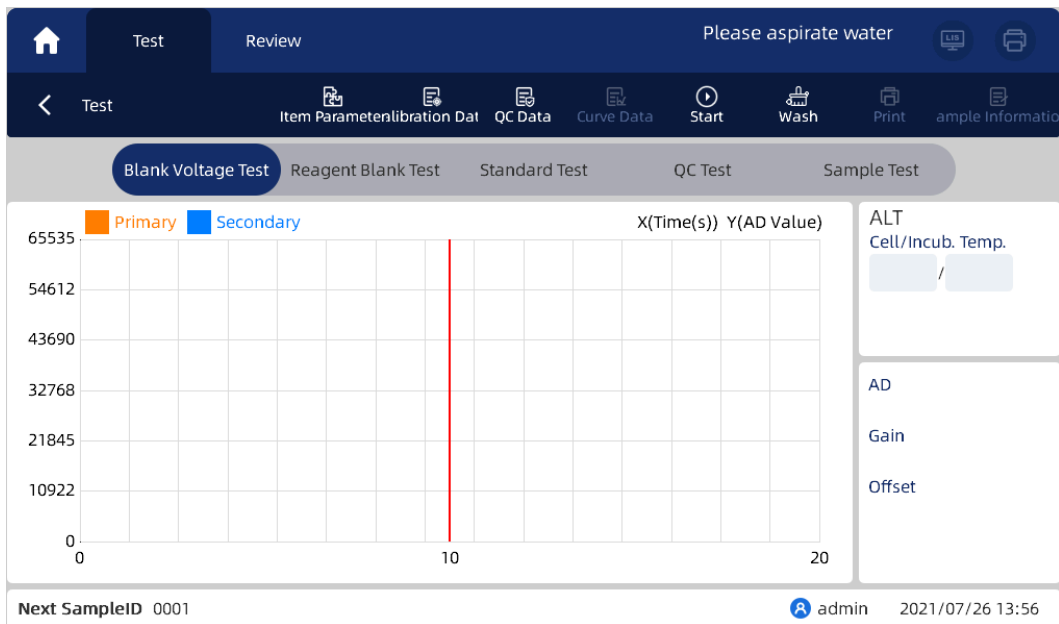 Test Review Please aspirate water LIS
Test Item Parameter alibration Dat QC Data Curve Data Start Wash Print ample Informatio
Blank Voltage Test Reagent Blank Test Standard Test QC Test Sample Test
Primary Secondary X(Time(s)) Y(AD Value)
ALT
Cell/Incub. Temp.
/
65535
54612
43690
32768
21845
10922
0
0 10 20
AD
Gain
Offset
Next SampleID 0001 admin 2021/07/26 13:56